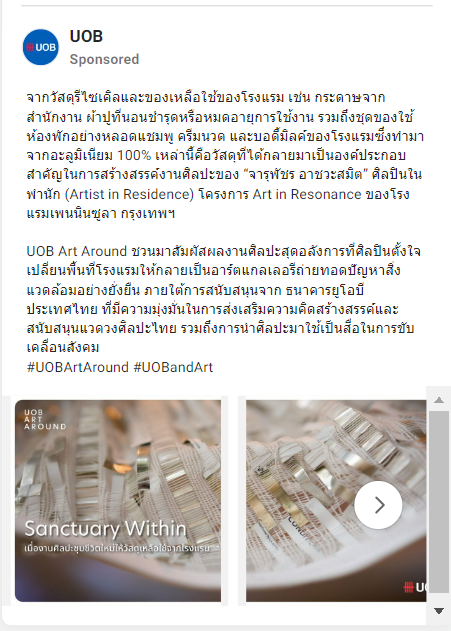 UOB
UOB
Sponsored
จากวัสดุรีไซเคิลและของเหลือใช้ของโรงแรม เช่น กระดาษจาก
สำนักงาน ผ้าปูที่นอนชำรุดหรือหมดอายุการใช้งาน รวมถึงชุดของใช้
ห้องพักอย่างหลอดแชมพู ครีมนวด และบอดี้มิลค์ของโรงแรมซึ่งทำมา
จากอะลูมิเนียม 100% เหล่านี้คือวัสดุที่ได้กลายมาเป็นองค์ประกอบ
สำคัญในการสร้างสรรค์งานศิลปะของ “จารุพัชร อาชวะสมิต” ศิลปินใน
พำนัก (Artist in Residence) โครงการ Art in Resonance ของโรง
แรมเพนนินซูลา กรุงเทพฯ
UOB Art Around ชวนมาสัมผัสผลงานศิลปะสุดอลังการที่ศิลปินตั้งใจ
เปลี่ยนพื้นที่โรงแรมให้กลายเป็นอาร์ตแกลเลอรีถ่ายทอดปัญหาสิ่ง
แวดล้อมอย่างยั่งยืน ภายใต้การสนับสนุนจาก ธนาคารยูโอบี
ประเทศไทย ที่มีความมุ่งมั่นในการส่งเสริมความคิดสร้างสรรค์และ
สนับสนุนแวดวงศิลปะไทย รวมถึงการนำศิลปะมาใช้เป็นสื่อในการขับ
เคลื่อนสังคม
#UOBArtAround #UOBandArt
UOB
ART
AROUND
Sanctuary Within
เมื่องานศิลปะชุบชีวิตใหม่ให้วัสดุเหลือใช้จากโรงแรม